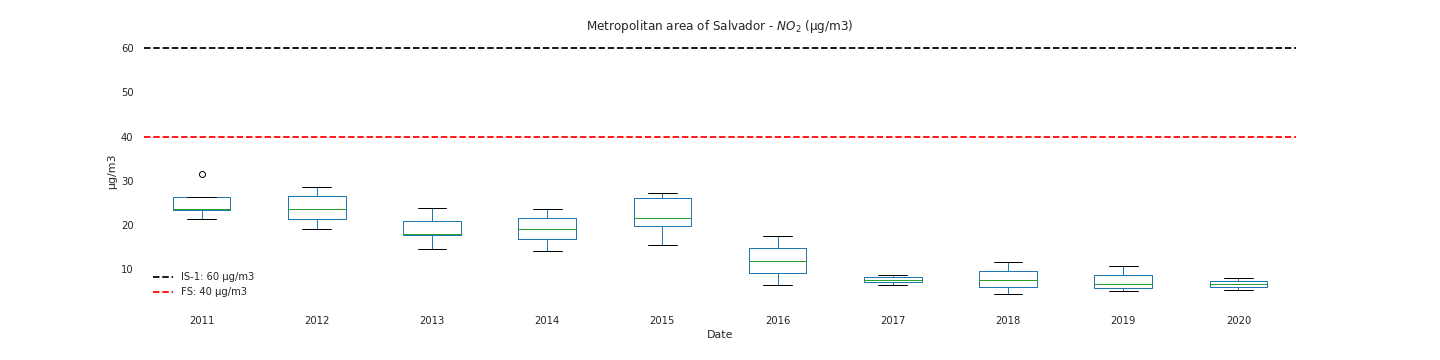 Metropolitan area of Salvador - NO₂ (µg/m3)
60
50
40
30
20
10
µg/m3
IS-1: 60 µg/m3
FS: 40 µg/m3
2011 2012 2013 2014 2015 2016 2017 2018 2019 2020
Date